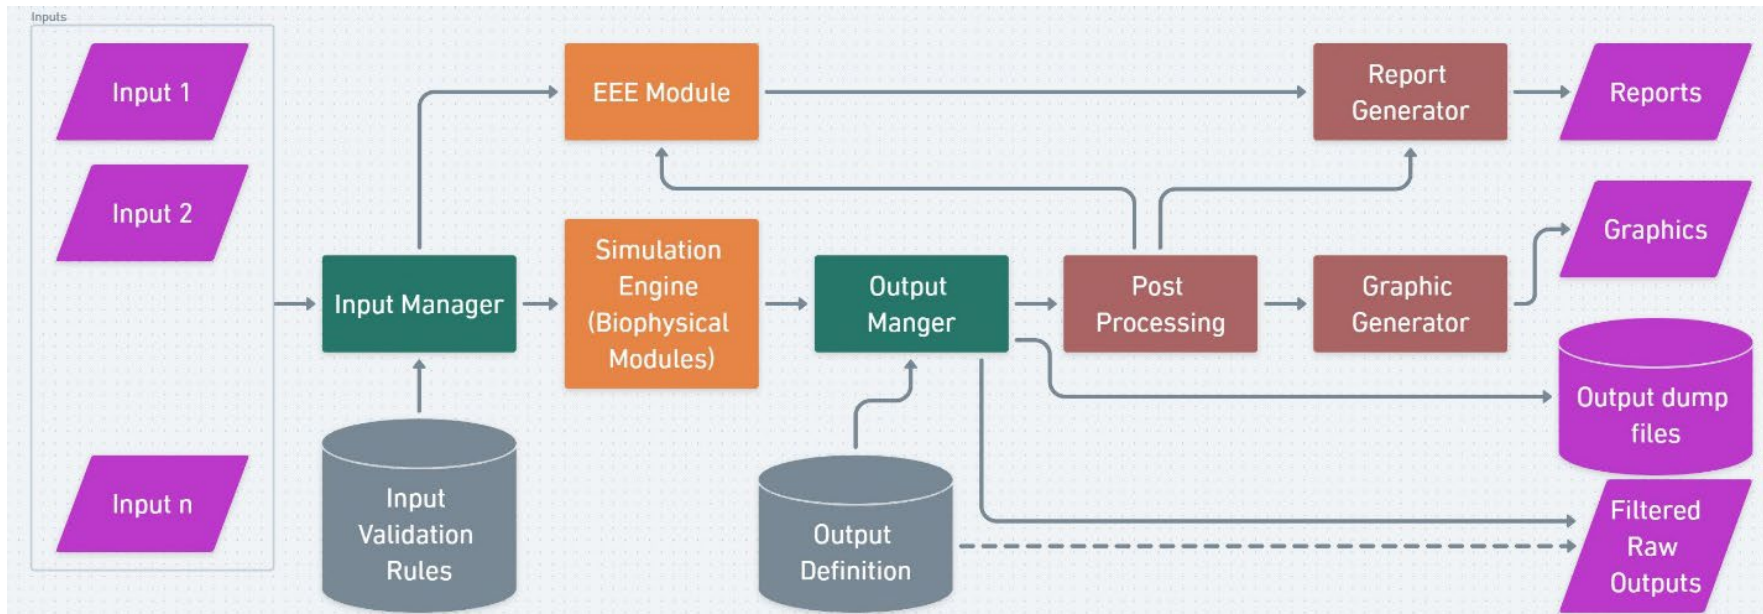 Inputs
Input 1
Input 2
Input n
Input Manager
Input
Validation
Rules
EEE Module
Simulation
Engine
(Biophysical
Modules)
Output
Manger
Output
Definition
Post
Processing
Report
Generator
Graphic
Generator
Reports
Graphics
Output dump
files
Filtered
Raw
Outputs